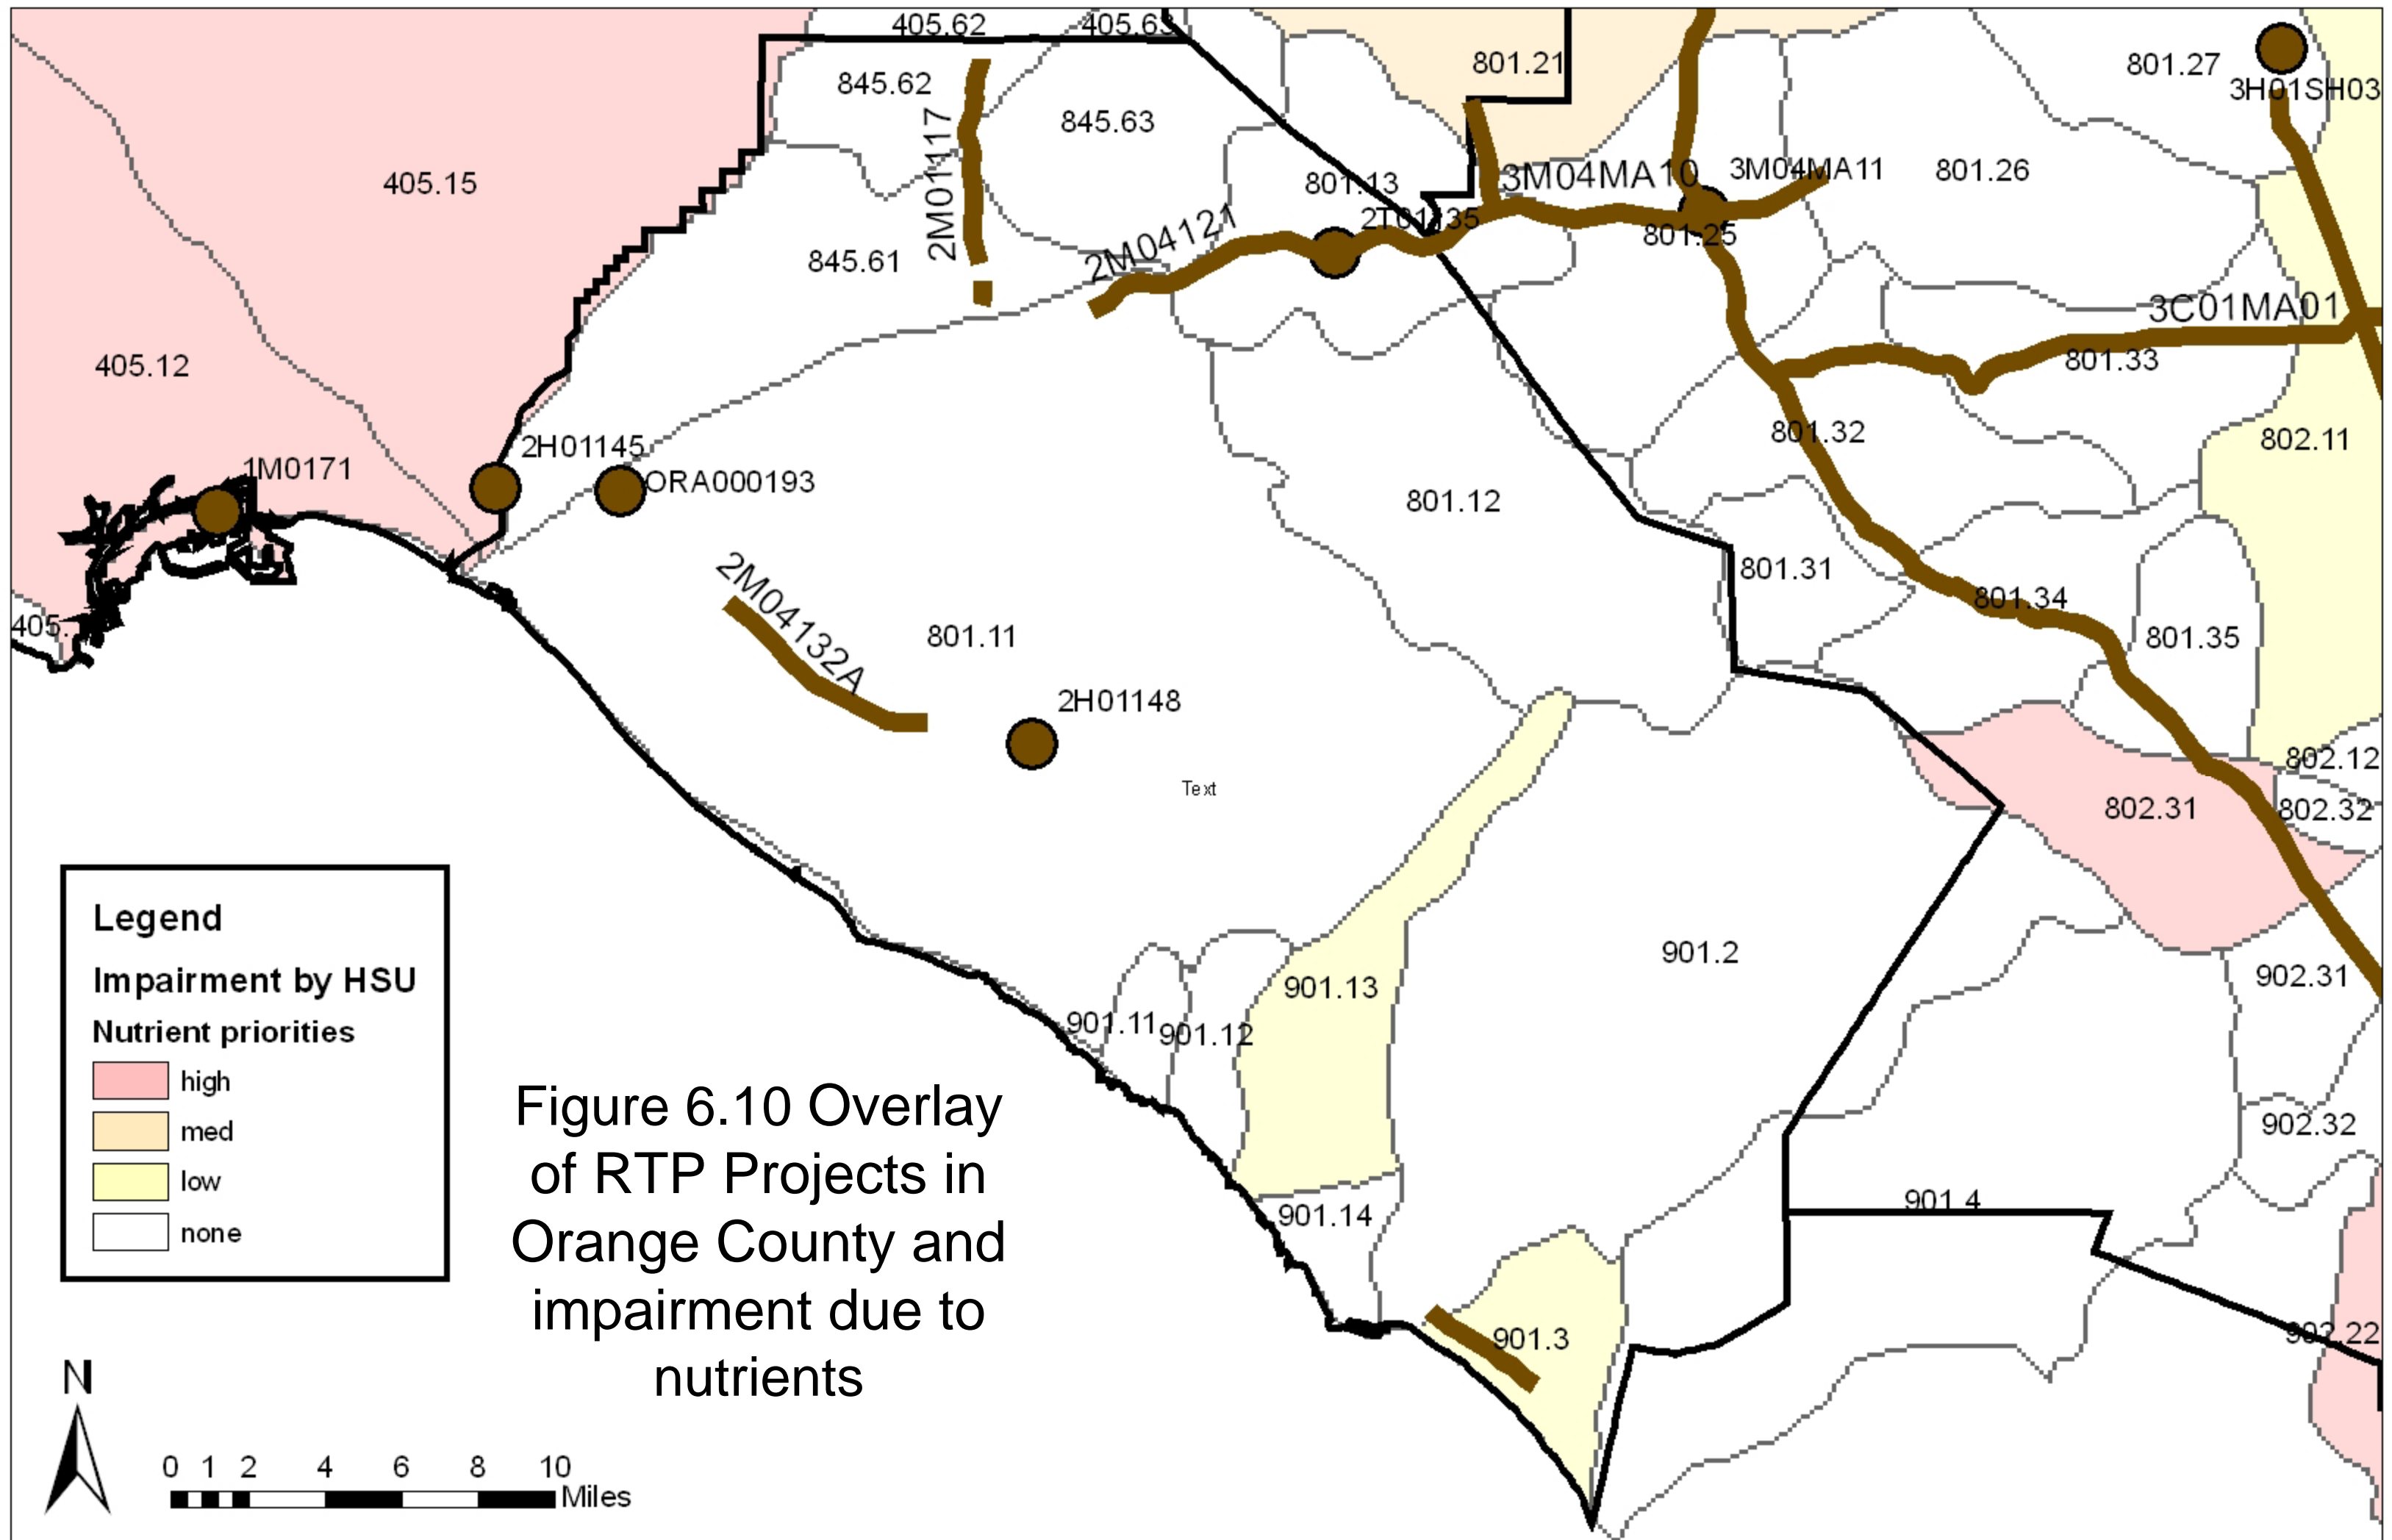 405.62
405.63
801.21
801.27
3H01SH03
845.62
845.63
2M01117
405.15
801.13
3M04MA10
3M04MA11
801.26
2T01135
801.25
2M04121
845.61
3C01MA01
405.12
801.33
801.32
802.11
2H01145
1M0171
ORA000193
801.12
2M04132A
801.31
801.34
405.
801.11
801.35
2H01148
802.12
Text
802.31
802.32
Legend
Impairment by HSU
Nutrient priorities
high
med
low
none
901.2
901.13
902.31
901.11
901.12
Figure 6.10 Overlay
of RTP Projects in
Orange County and
impairment due to
nutrients
902.32
901.4
901.14
901.3
902.22
N
0 1 2 4 6 8 10
Miles